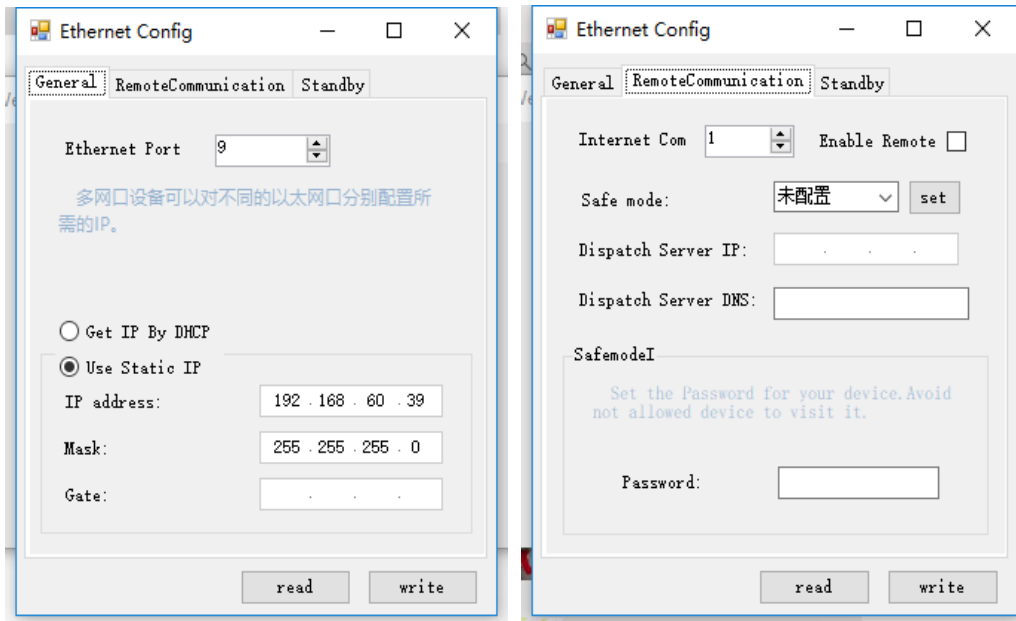 Ethernet Config
General RemoteCommunication Standby
Ethernet Port 9
多网口设备可以对不同的以太网口分别配置所
需的IP。
Get IP By DHCP
Use Static IP
IP address: 192 . 168 . 60 . 39
Mask: 255 . 255 . 255 . 0
Gate: . . .
read write
Ethernet Config
General RemoteCommunication Standby
Internet Com 1 Enable Remote
Safe mode: 未配置 set
Dispatch Server IP: . . .
Dispatch Server DNS:
SafemodeI
Set the Password for your device.Avoid
not allowed device to visit it.
Password:
read write